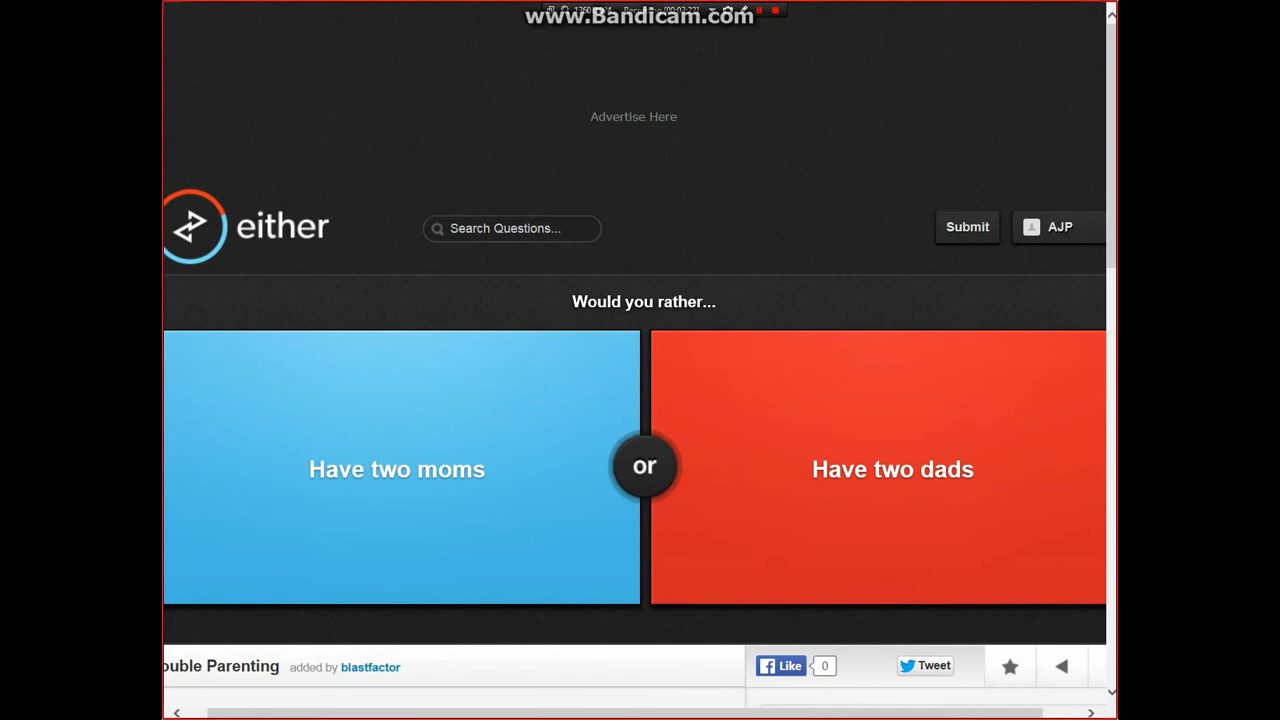 www.Bandicam.com
Advertise Here
either
Search Questions...
Submit
AJP
Would you rather...
Have two moms
or
Have two dads
ouble Parenting added by blastfactor
Like 0
Tweet